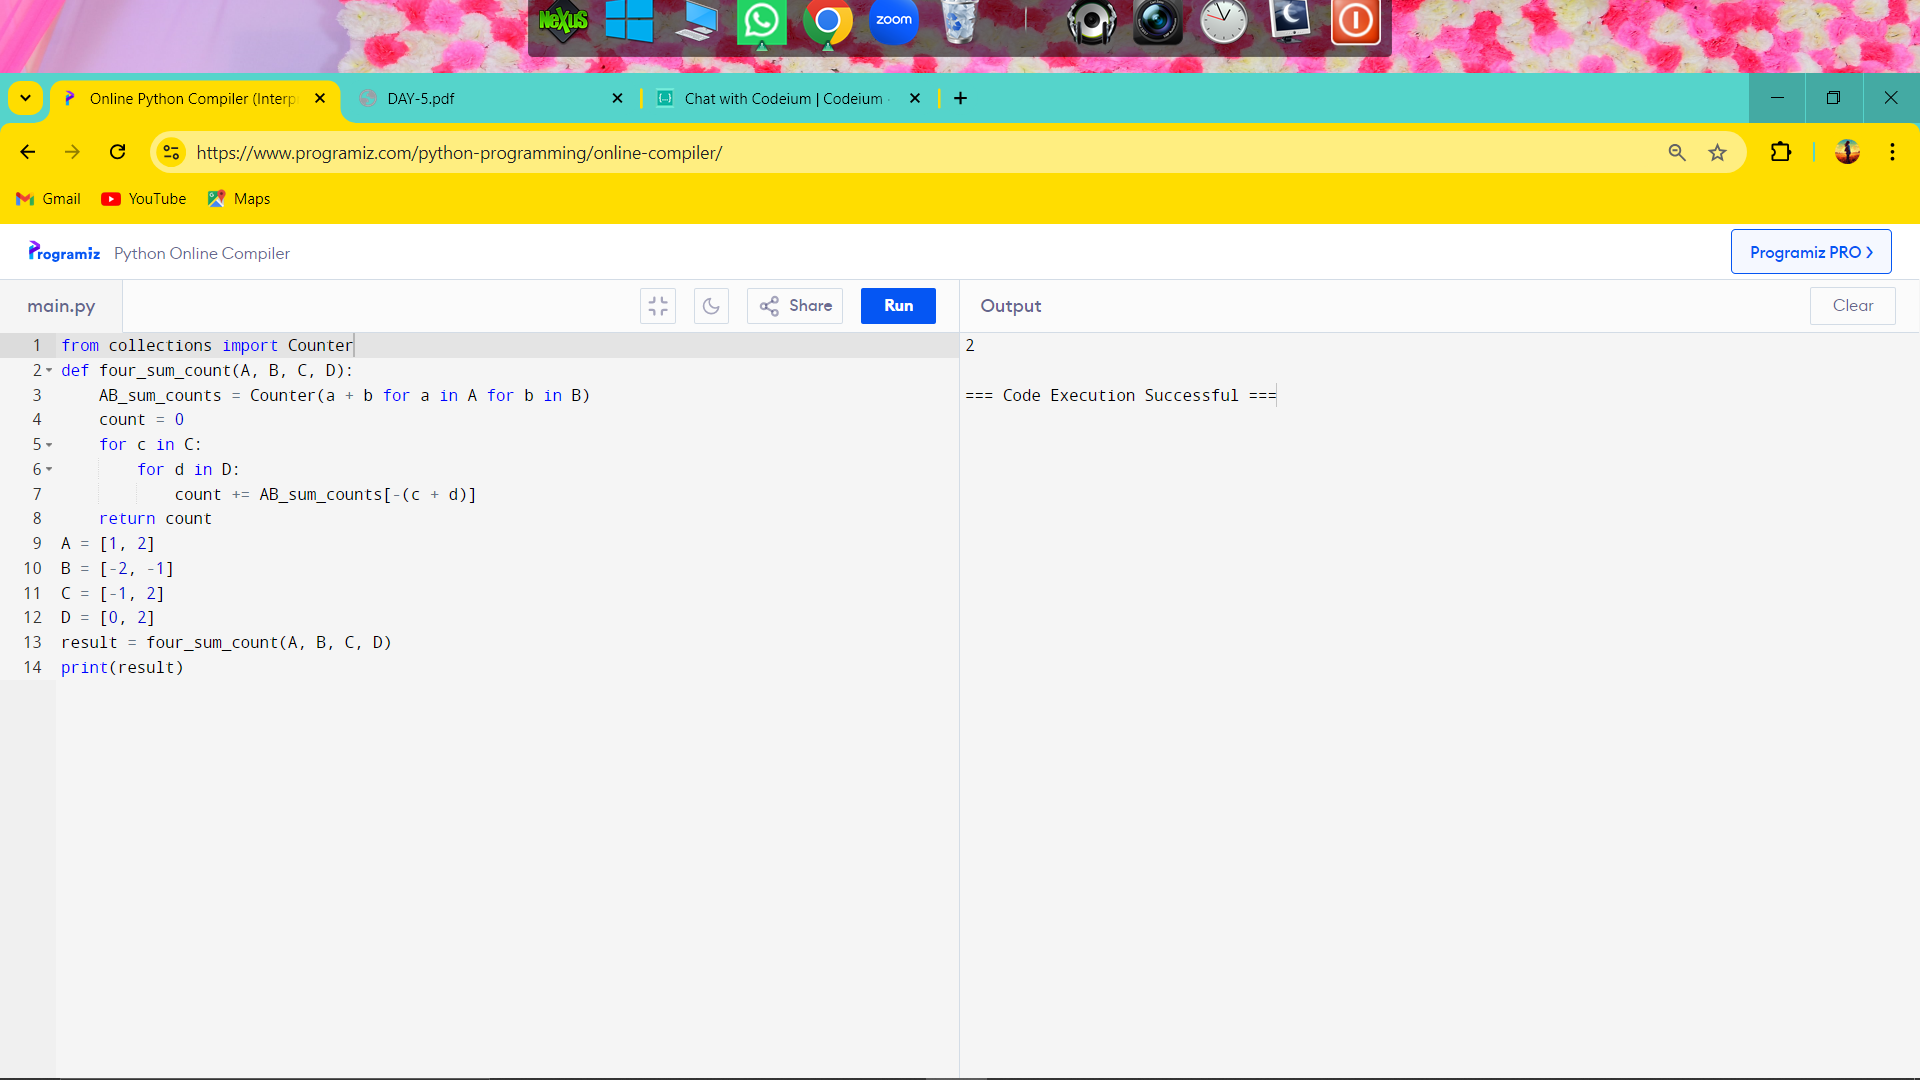 NeXuS
zoom
Online Python Compiler (Interp
DAY-5.pdf
Chat with Codeium | Codeium
https://www.programiz.com/python-programming/online-compiler/
Gmail
YouTube
Maps
Programiz
Python Online Compiler
Programiz PRO >
main.py
Share
Run
Output
Clear
1 from collections import Counter
2 def four_sum_count(A, B, C, D):
3 AB_sum_counts = Counter(a + b for a in A for b in B)
4 count = 0
5 for c in C:
6 for d in D:
7 count += AB_sum_counts[-(c + d)]
8 return count
9 A = [1, 2]
10 B = [-2, -1]
11 C = [-1, 2]
12 D = [0, 2]
13 result = four_sum_count(A, B, C, D)
14 print(result)
2
=== Code Execution Successful ===